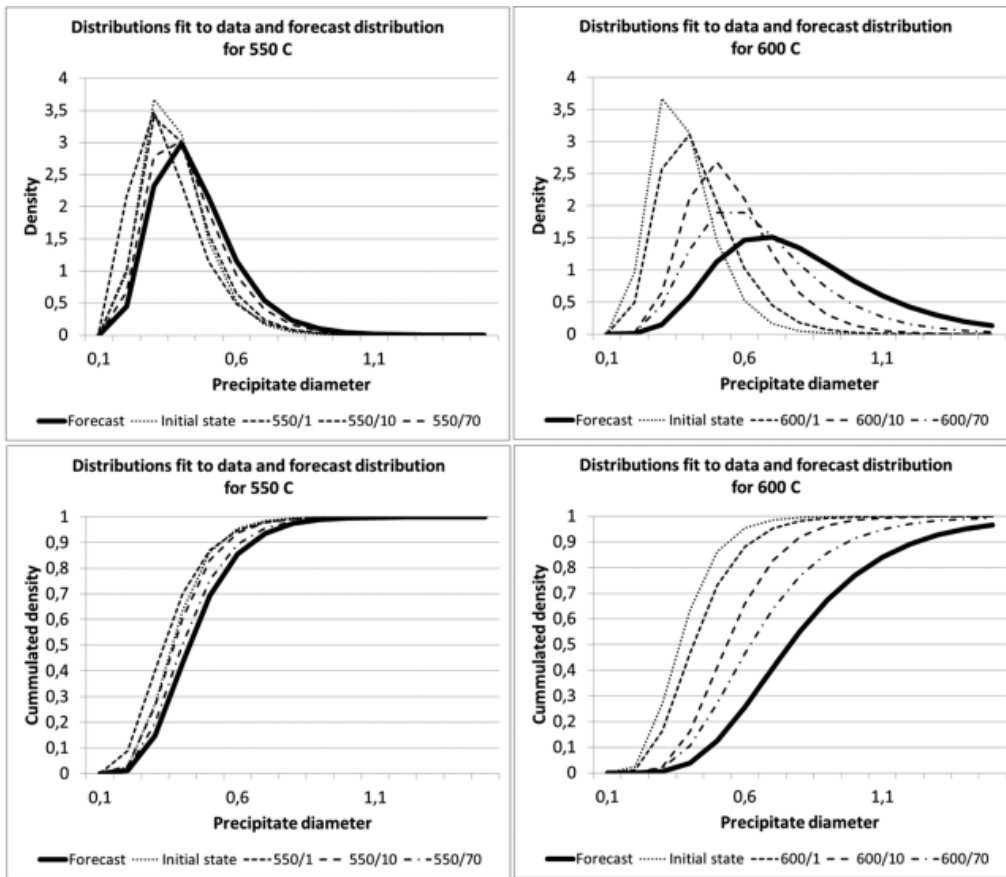 Distributions fit to data and forecast distribution
for 550 C
4
3,5
3
2,5
2
1,5
1
0,5
0
Density
0,1
0,6
1,1
Precipitate diameter
Forecast Initial state 550/1 550/10 550/70
Distributions fit to data and forecast distribution
for 600 C
4
3,5
3
2,5
2
1,5
1
0,5
0
Density
0,1
0,6
1,1
Precipitate diameter
Forecast Initial state 600/1 600/10 600/70
Distributions fit to data and forecast distribution
for 550 C
1
0,9
0,8
0,7
0,6
0,5
0,4
0,3
0,2
0,1
0
Cummulated density
0,1
0,6
1,1
Precipitate diameter
Forecast Initial state 550/1 550/10 550/70
Distributions fit to data and forecast distribution
for 600 C
1
0,9
0,8
0,7
0,6
0,5
0,4
0,3
0,2
0,1
0
Cummulated density
0,1
0,6
1,1
Precipitate diameter
Forecast Initial state 600/1 600/10 600/70